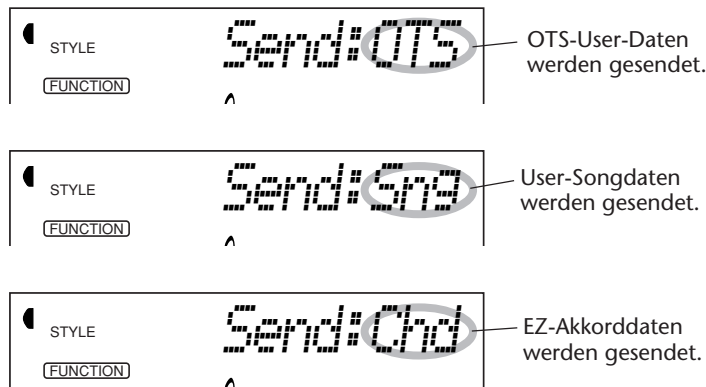 STYLE
Send:OTS
FUNCTION
OTS-User-Daten
werden gesendet.
STYLE
Send:Sng
FUNCTION
User-Songdaten
werden gesendet.
STYLE
Send:Chd
FUNCTION
EZ-Akkorddaten
werden gesendet.